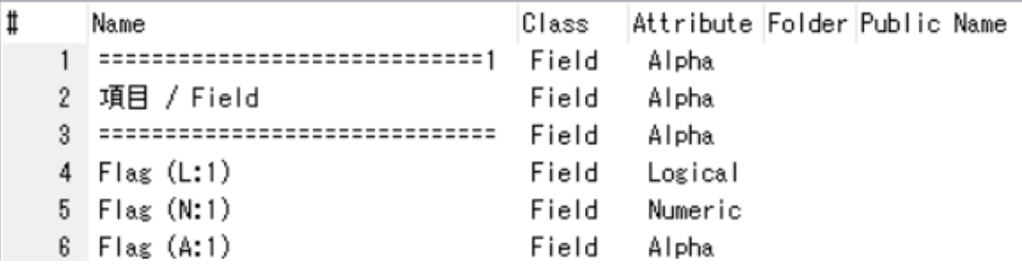 # Name Class Attribute Folder Public Name
1 =============================1 Field Alpha
2 項目 / Field Field Alpha
3 ============================== Field Alpha
4 Flag (L:1) Field Logical
5 Flag (N:1) Field Numeric
6 Flag (A:1) Field Alpha